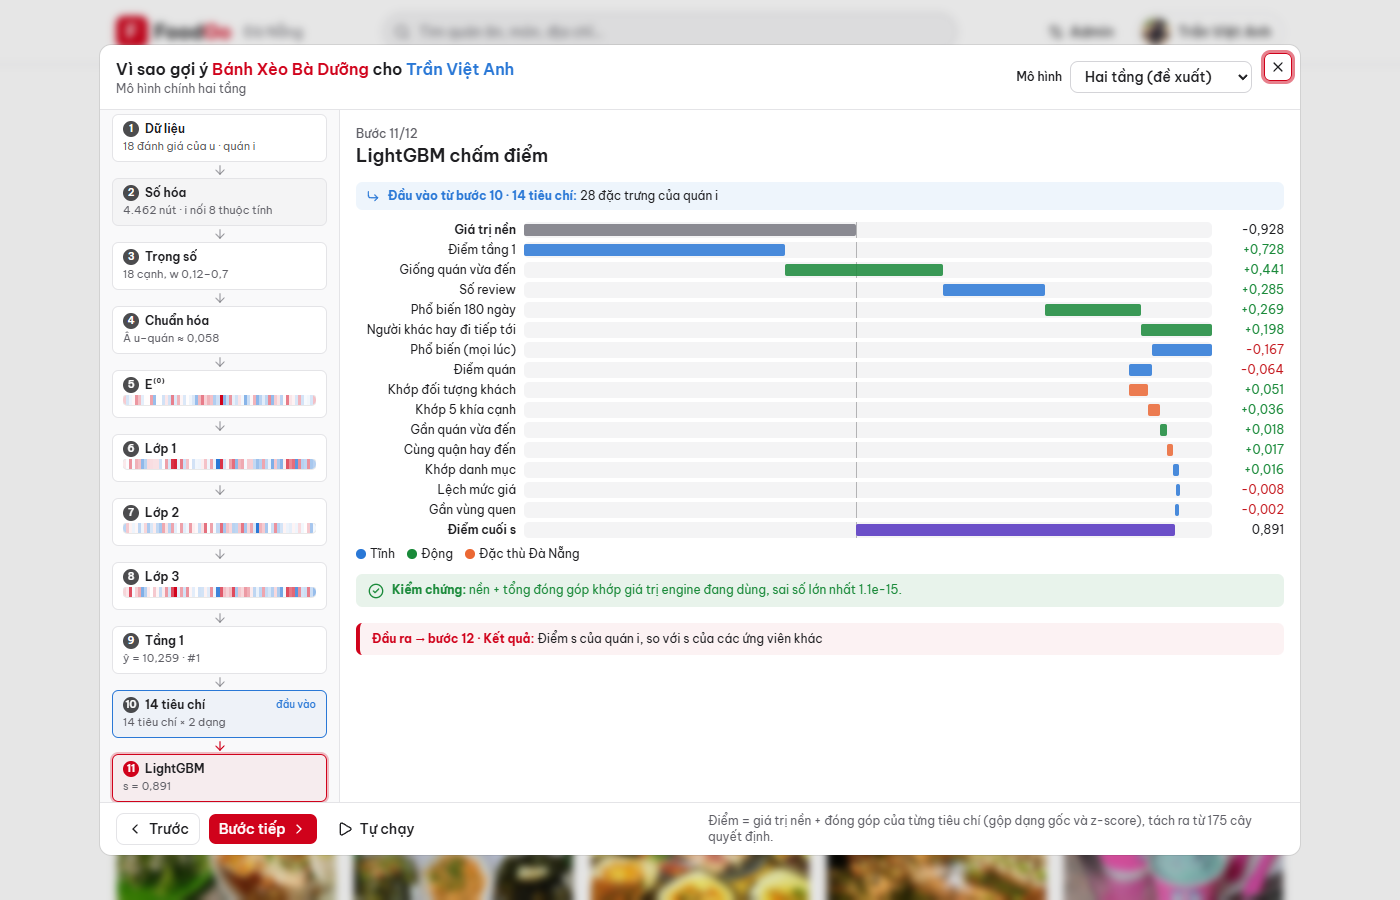 FoodGo
Đà Nẵng
Tìm quán ăn, món, địa chỉ...
Admin
Trần Việt Anh
Vì sao gợi ý Bánh Xèo Bà Dưỡng cho Trần Việt Anh
Mô hình chính hai tầng
Mô hình
Hai tầng (đề xuất)
1 Dữ liệu
18 đánh giá của u · quán i
2 Số hóa
4.462 nút · i nối 8 thuộc tính
3 Trọng số
18 cạnh, w 0,12–0,7
4 Chuẩn hóa
Â u–quán ≈ 0,058
5 E⁽⁰⁾
6 Lớp 1
7 Lớp 2
8 Lớp 3
9 Tầng 1
ŷ = 10,259 · #1
10 14 tiêu chí đầu vào
14 tiêu chí × 2 dạng
11 LightGBM
s = 0,891
Bước 11/12
LightGBM chấm điểm
Đầu vào từ bước 10 · 14 tiêu chí: 28 đặc trưng của quán i
Giá trị nền -0,928
Điểm tầng 1 +0,728
Giống quán vừa đến +0,441
Số review +0,285
Phổ biến 180 ngày +0,269
Người khác hay đi tiếp tới +0,198
Phổ biến (mọi lúc) -0,167
Điểm quán -0,064
Khớp đối tượng khách +0,051
Khớp 5 khía cạnh +0,036
Gần quán vừa đến +0,018
Cùng quận hay đến +0,017
Khớp danh mục +0,016
Lệch mức giá -0,008
Gần vùng quen -0,002
Điểm cuối s 0,891
Tĩnh Động Đặc thù Đà Nẵng
Kiểm chứng: nền + tổng đóng góp khớp giá trị engine đang dùng, sai số lớn nhất 1.1e-15.
Đầu ra → bước 12 · Kết quả: Điểm s của quán i, so với s của các ứng viên khác
Trước
Bước tiếp
Tự chạy
Điểm = giá trị nền + đóng góp của từng tiêu chí (gộp dạng gốc và z-score), tách ra từ 175 cây
quyết định.